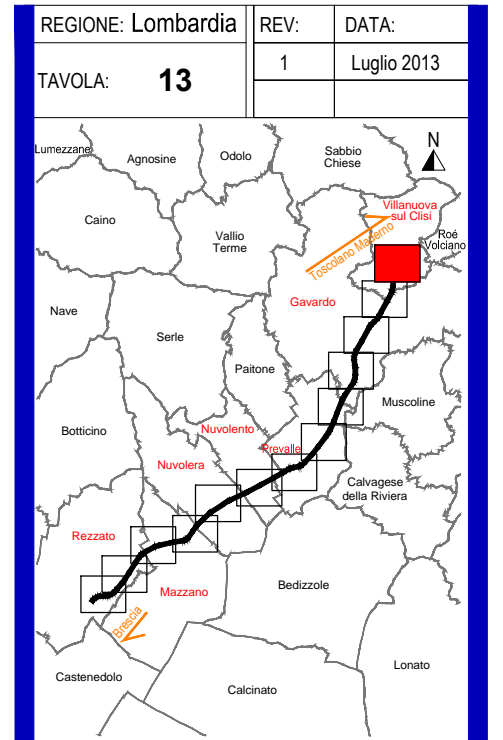 REGIONE: Lombardia
REV:
DATA:
TAVOLA: 13
1
Luglio 2013
Lumezzane
Agnosine
Odolo
Sabbio
Chiese
N
Caino
Vallio
Terme
Villanuova
sul Clisi
Roé
Volciano
Toscolano Maderno
Gavardo
Nave
Serle
Paitone
Muscoline
Botticino
Nuvolento
Nuvolera
Prevalle
Calvagese
della Riviera
Rezzato
Mazzano
Bedizzole
Brescia
Castenedolo
Calcinato
Lonato